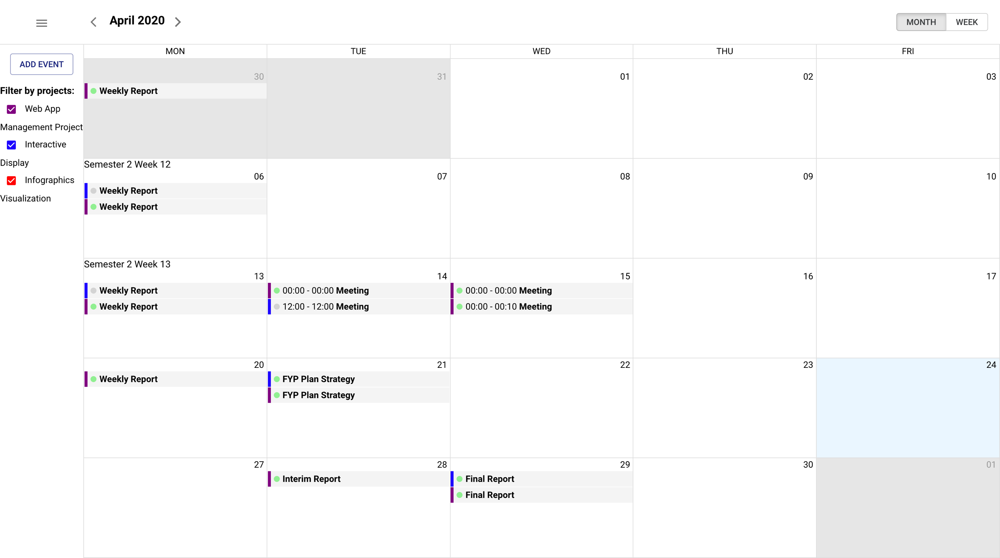 April 2020
MONTH WEEK
ADD EVENT
Filter by projects:
Web App
Management Project
Interactive
Display
Infographics
Visualization
MON TUE WED THU FRI
30 31 01 02 03
Weekly Report
Semester 2 Week 12
06 07 08 09 10
Weekly Report
Weekly Report
Semester 2 Week 13
13 14 15 16 17
Weekly Report 00:00 - 00:00 Meeting 00:00 - 00:00 Meeting
Weekly Report 12:00 - 12:00 Meeting 00:00 - 00:10 Meeting
20 21 22 23 24
Weekly Report FYP Plan Strategy
FYP Plan Strategy
27 28 29 30 01
Interim Report Final Report
Final Report